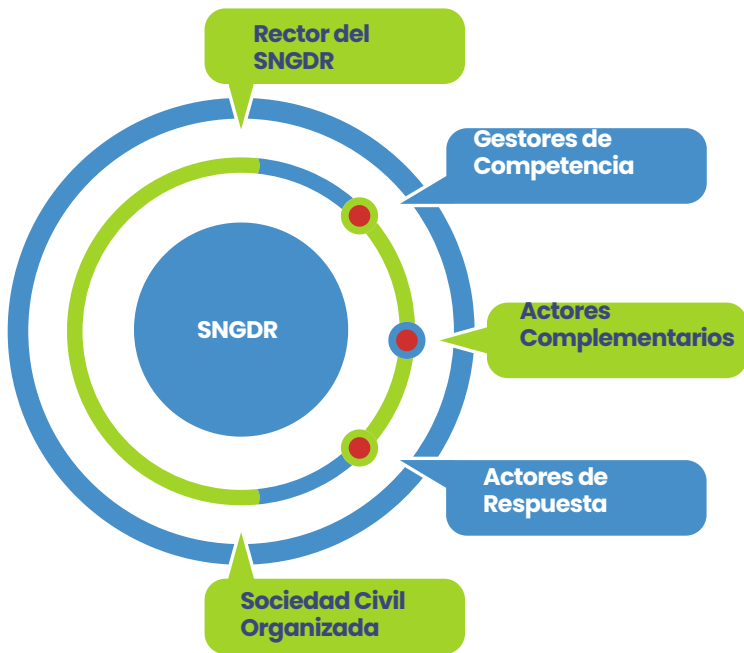 Rector del
SNGDR
Gestores de
Competencia
SNGDR
Actores
Complementarios
Actores de
Respuesta
Sociedad Civil
Organizada